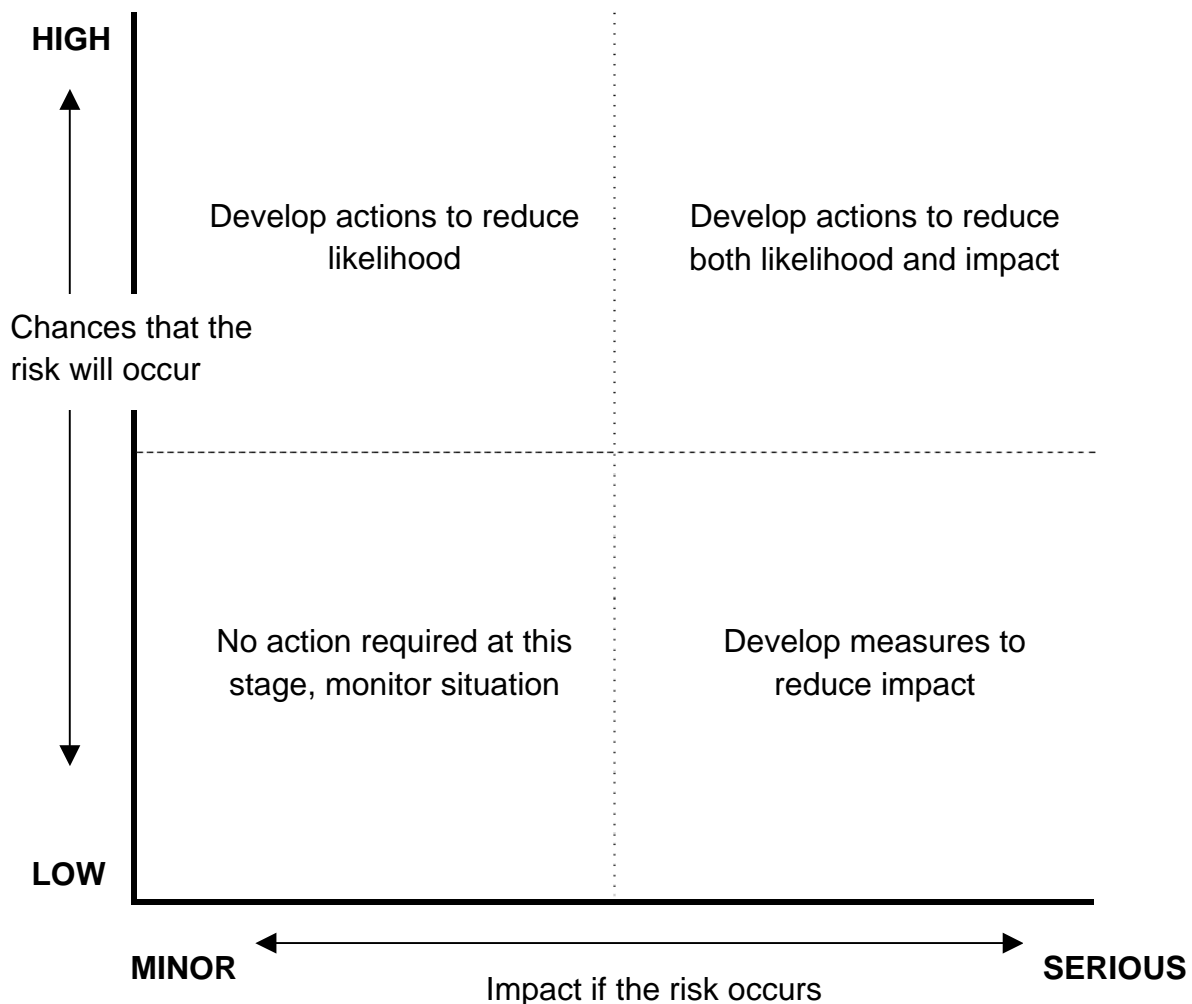 HIGH
Develop actions to reduce
likelihood
Develop actions to reduce
both likelihood and impact
Chances that the
risk will occur
No action required at this
stage, monitor situation
Develop measures to
reduce impact
LOW
MINOR
SERIOUS
Impact if the risk occurs